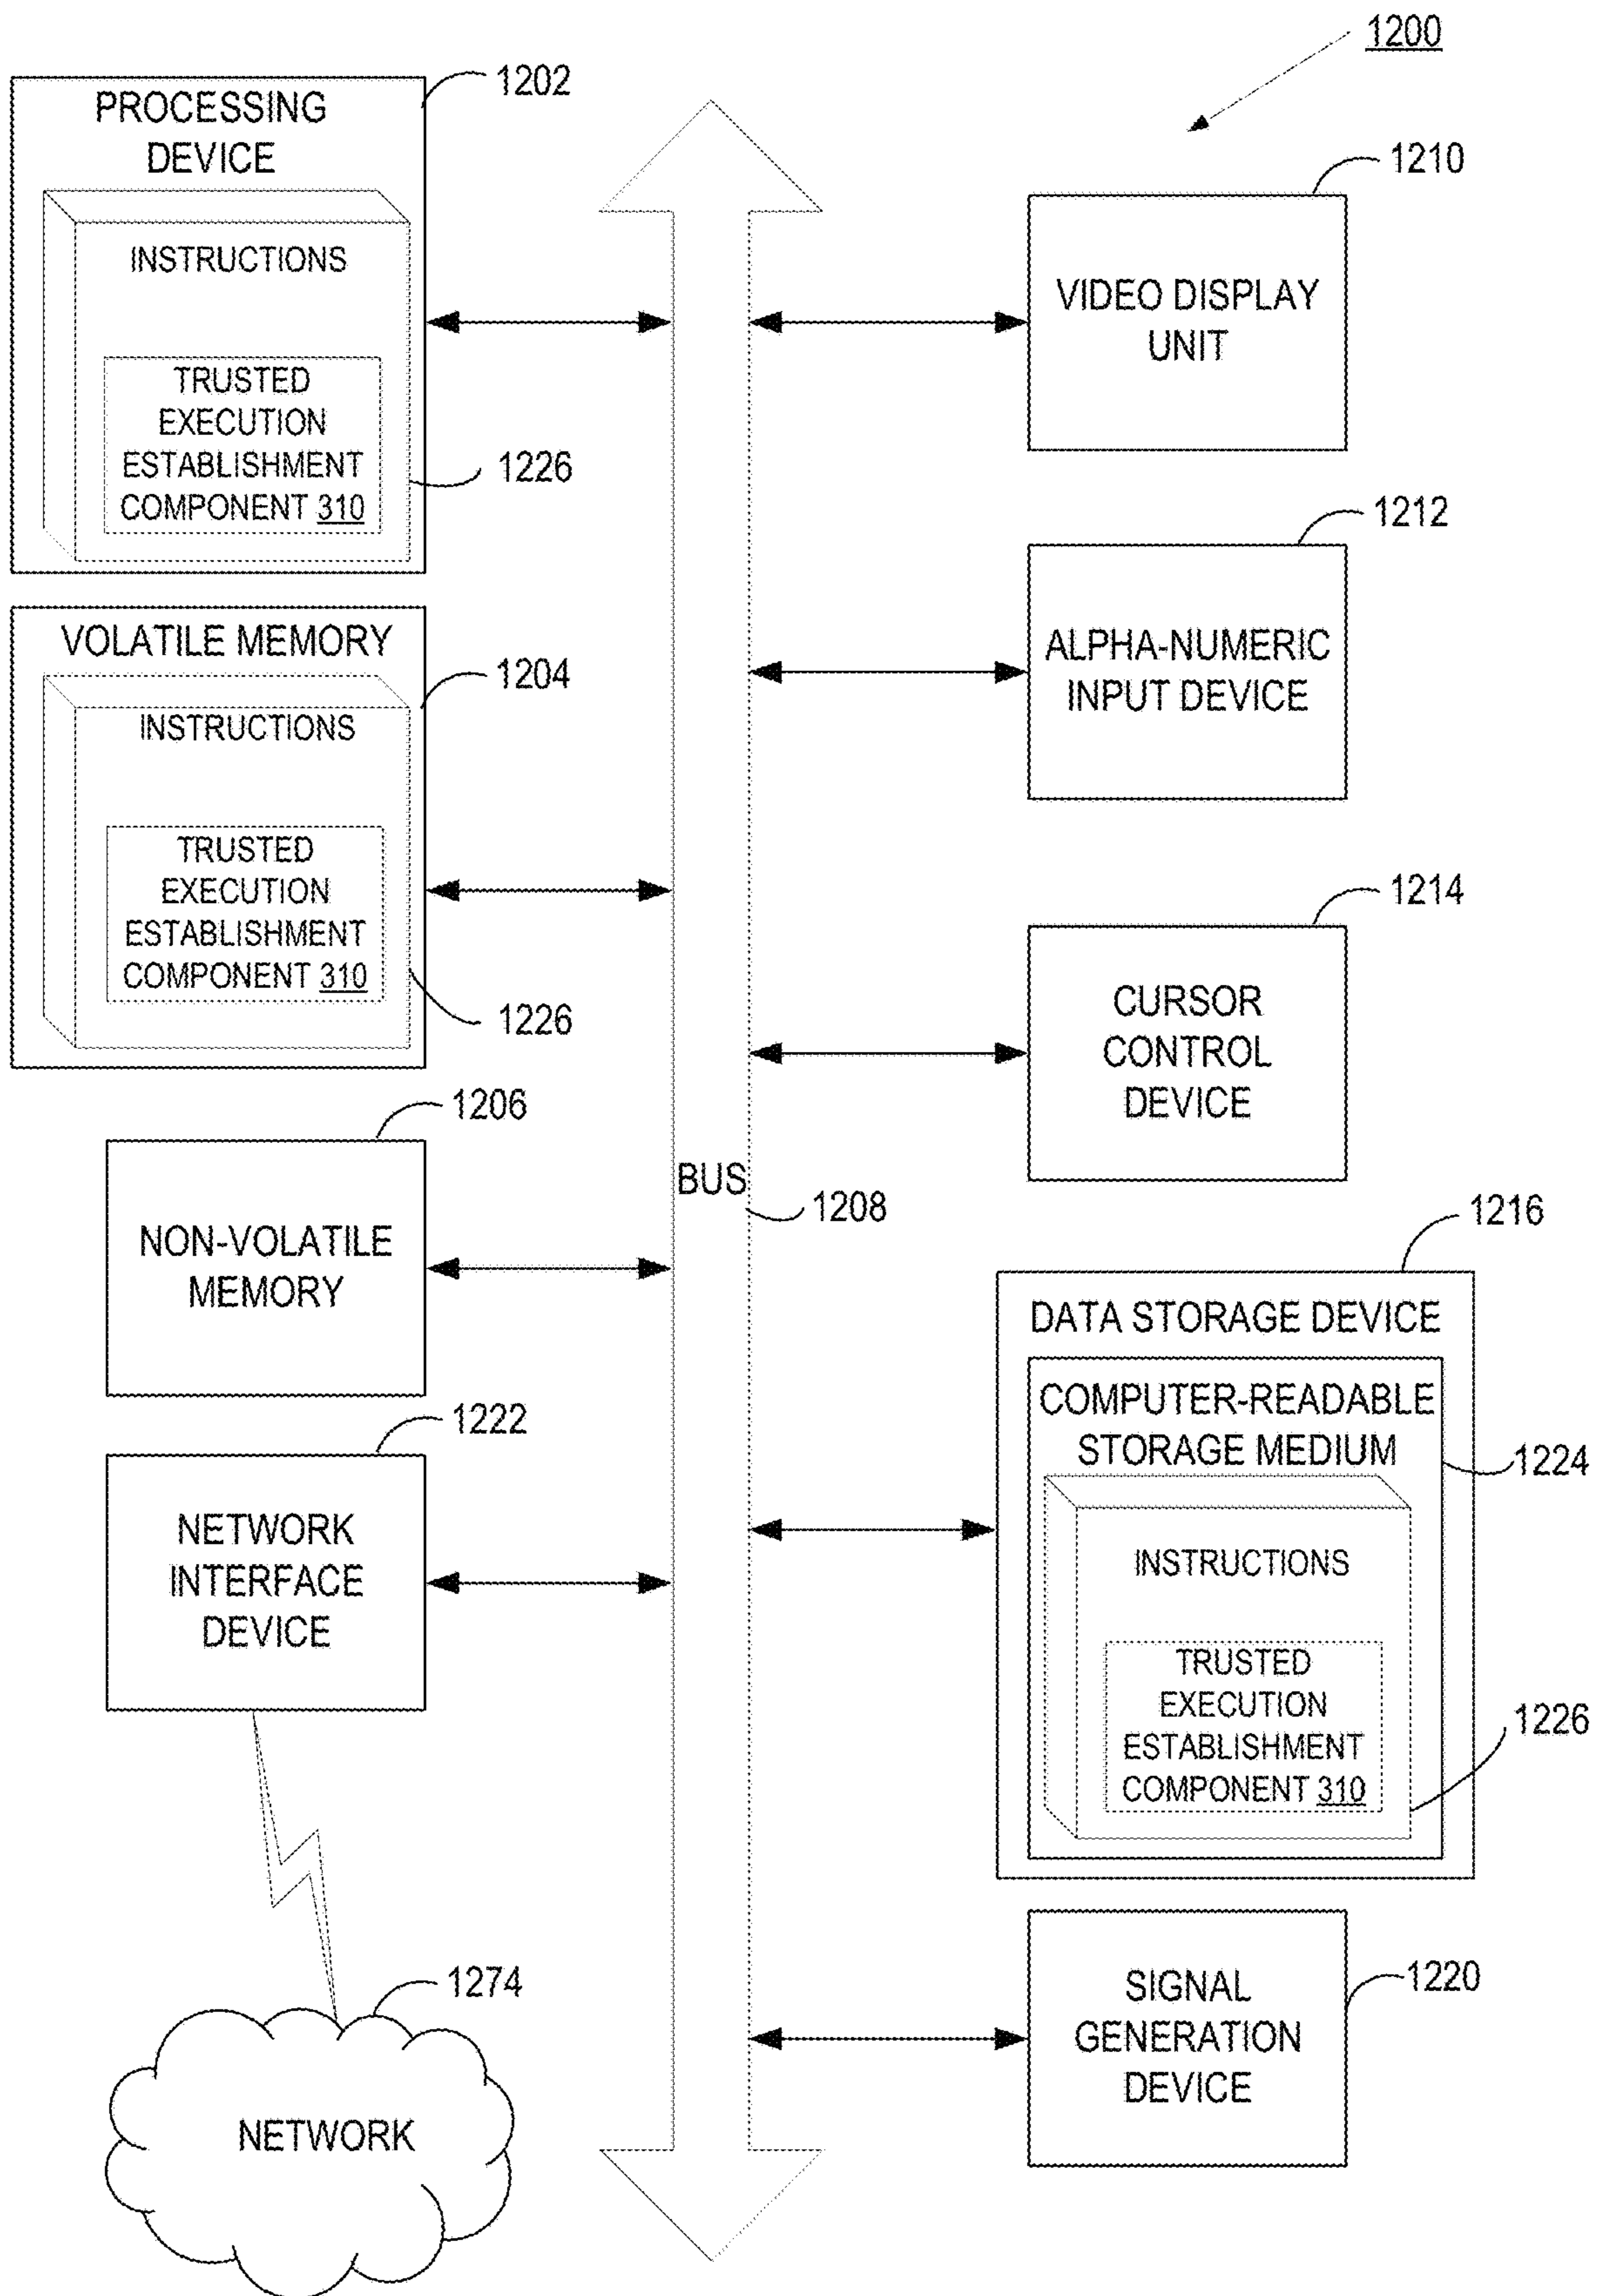 1200
1202
PROCESSING
DEVICE
INSTRUCTIONS
TRUSTED
EXECUTION
ESTABLISHMENT
COMPONENT 310
1226
VOLATILE MEMORY
1204
INSTRUCTIONS
TRUSTED
EXECUTION
ESTABLISHMENT
COMPONENT 310
1226
1206
NON-VOLATILE
MEMORY
1222
NETWORK
INTERFACE
DEVICE
1274
NETWORK
BUS
1208
1210
VIDEO DISPLAY
UNIT
1212
ALPHA-NUMERIC
INPUT DEVICE
1214
CURSOR
CONTROL
DEVICE
1216
DATA STORAGE DEVICE
COMPUTER-READABLE
STORAGE MEDIUM
1224
INSTRUCTIONS
TRUSTED
EXECUTION
ESTABLISHMENT
COMPONENT 310
1226
SIGNAL
GENERATION
DEVICE
1220